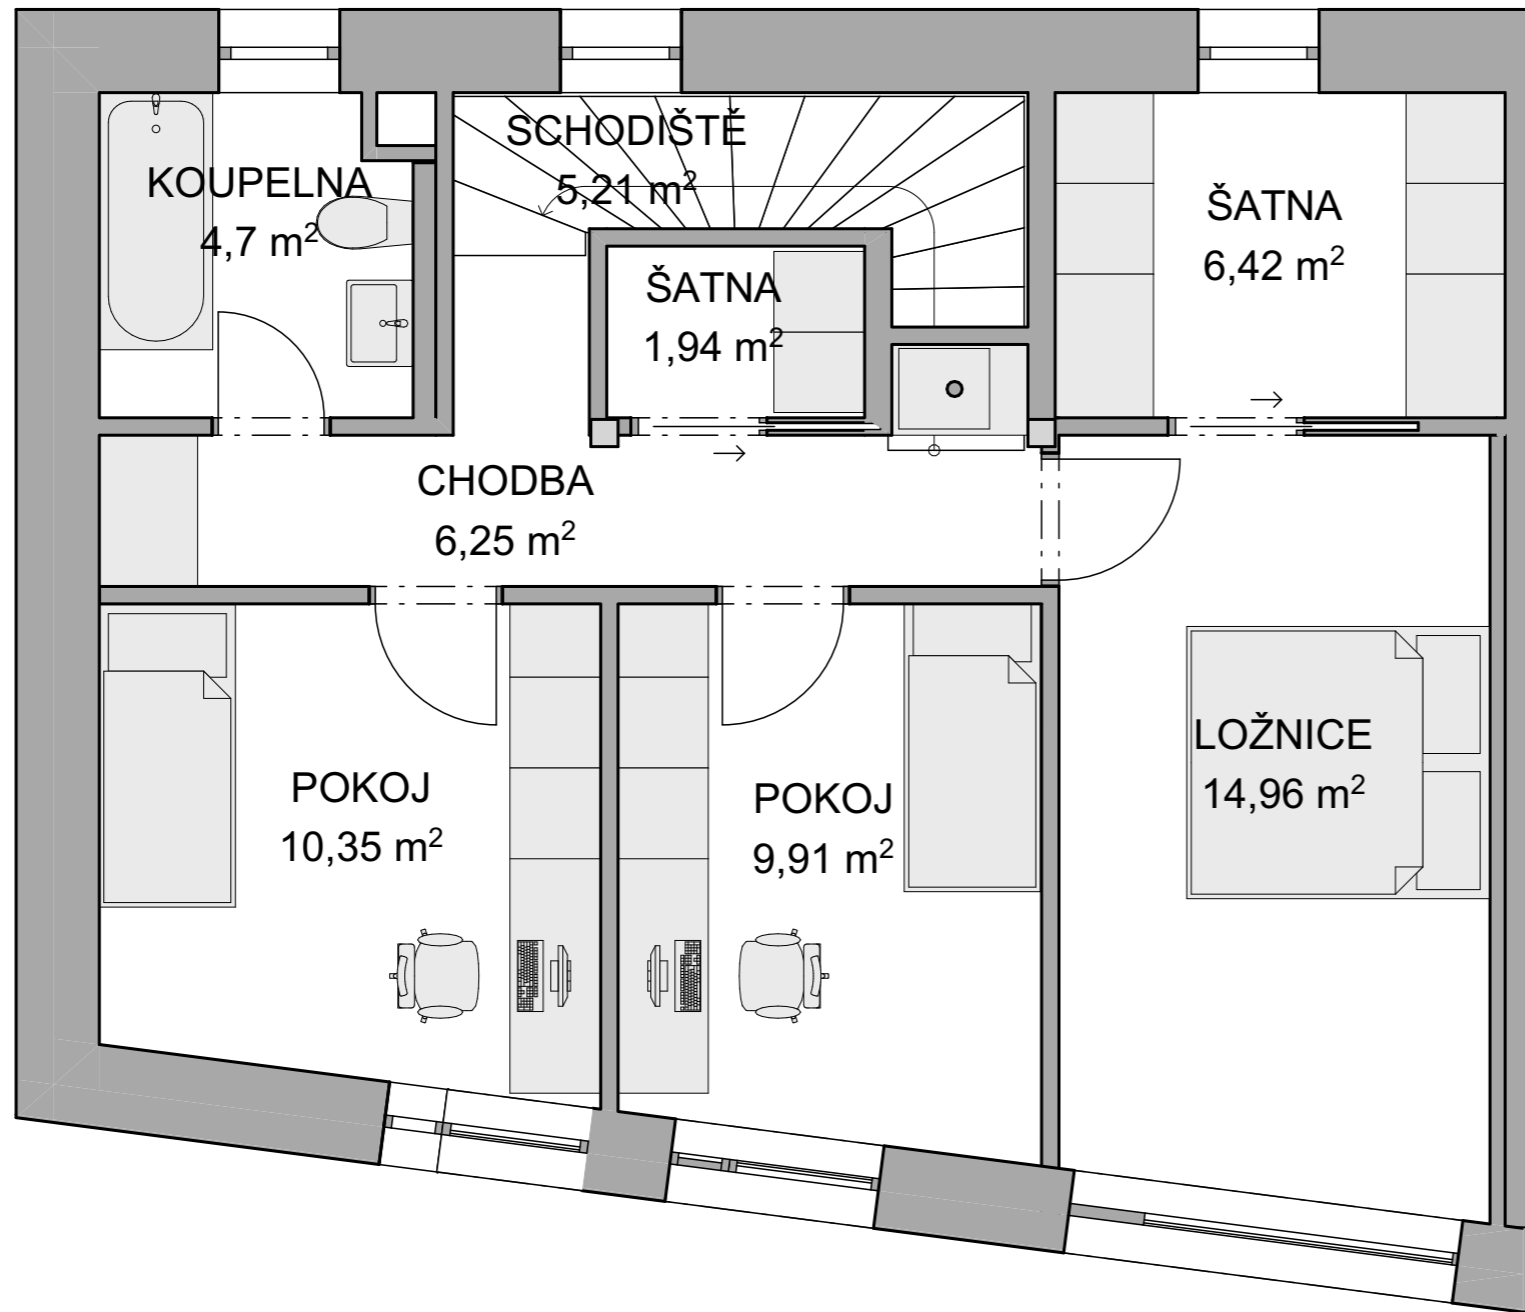 SCHODIŠTĚ
5,21 m²
KOUPELNA
4,7 m²
ŠATNA
6,42 m²
ŠATNA
1,94 m²
CHODBA
6,25 m²
POKOJ
10,35 m²
POKOJ
9,91 m²
LOŽNICE
14,96 m²